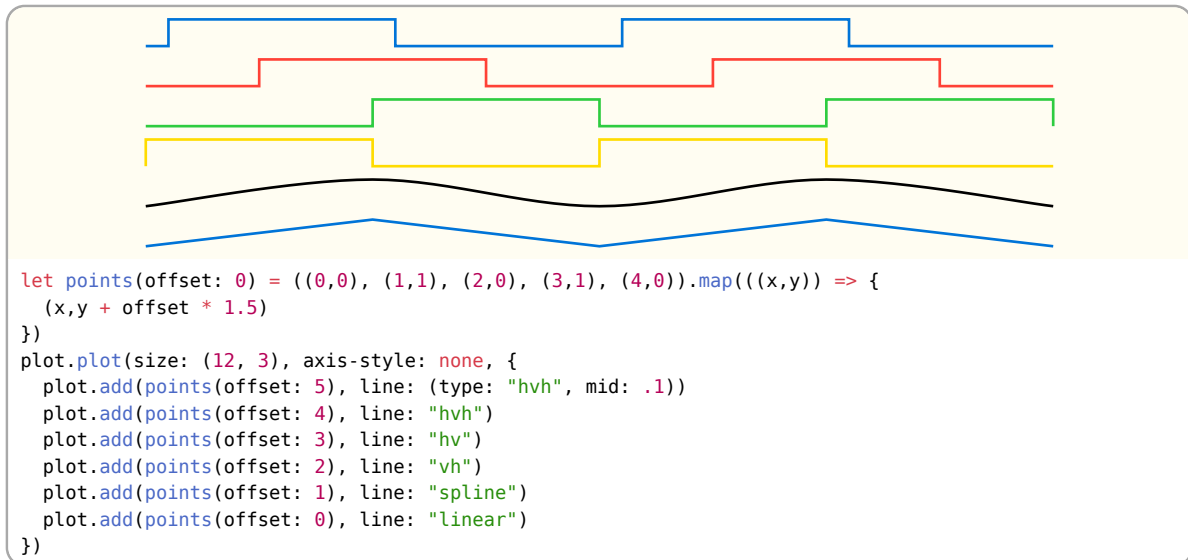 let points(offset: 0) = ((0,0), (1,1), (2,0), (3,1), (4,0)).map(((x,y)) => {
  (x,y + offset * 1.5)
})
plot.plot(size: (12, 3), axis-style: none, {
  plot.add(points(offset: 5), line: (type: "hvh", mid: .1))
  plot.add(points(offset: 4), line: "hvh")
  plot.add(points(offset: 3), line: "hv")
  plot.add(points(offset: 2), line: "vh")
  plot.add(points(offset: 1), line: "spline")
  plot.add(points(offset: 0), line: "linear")
})